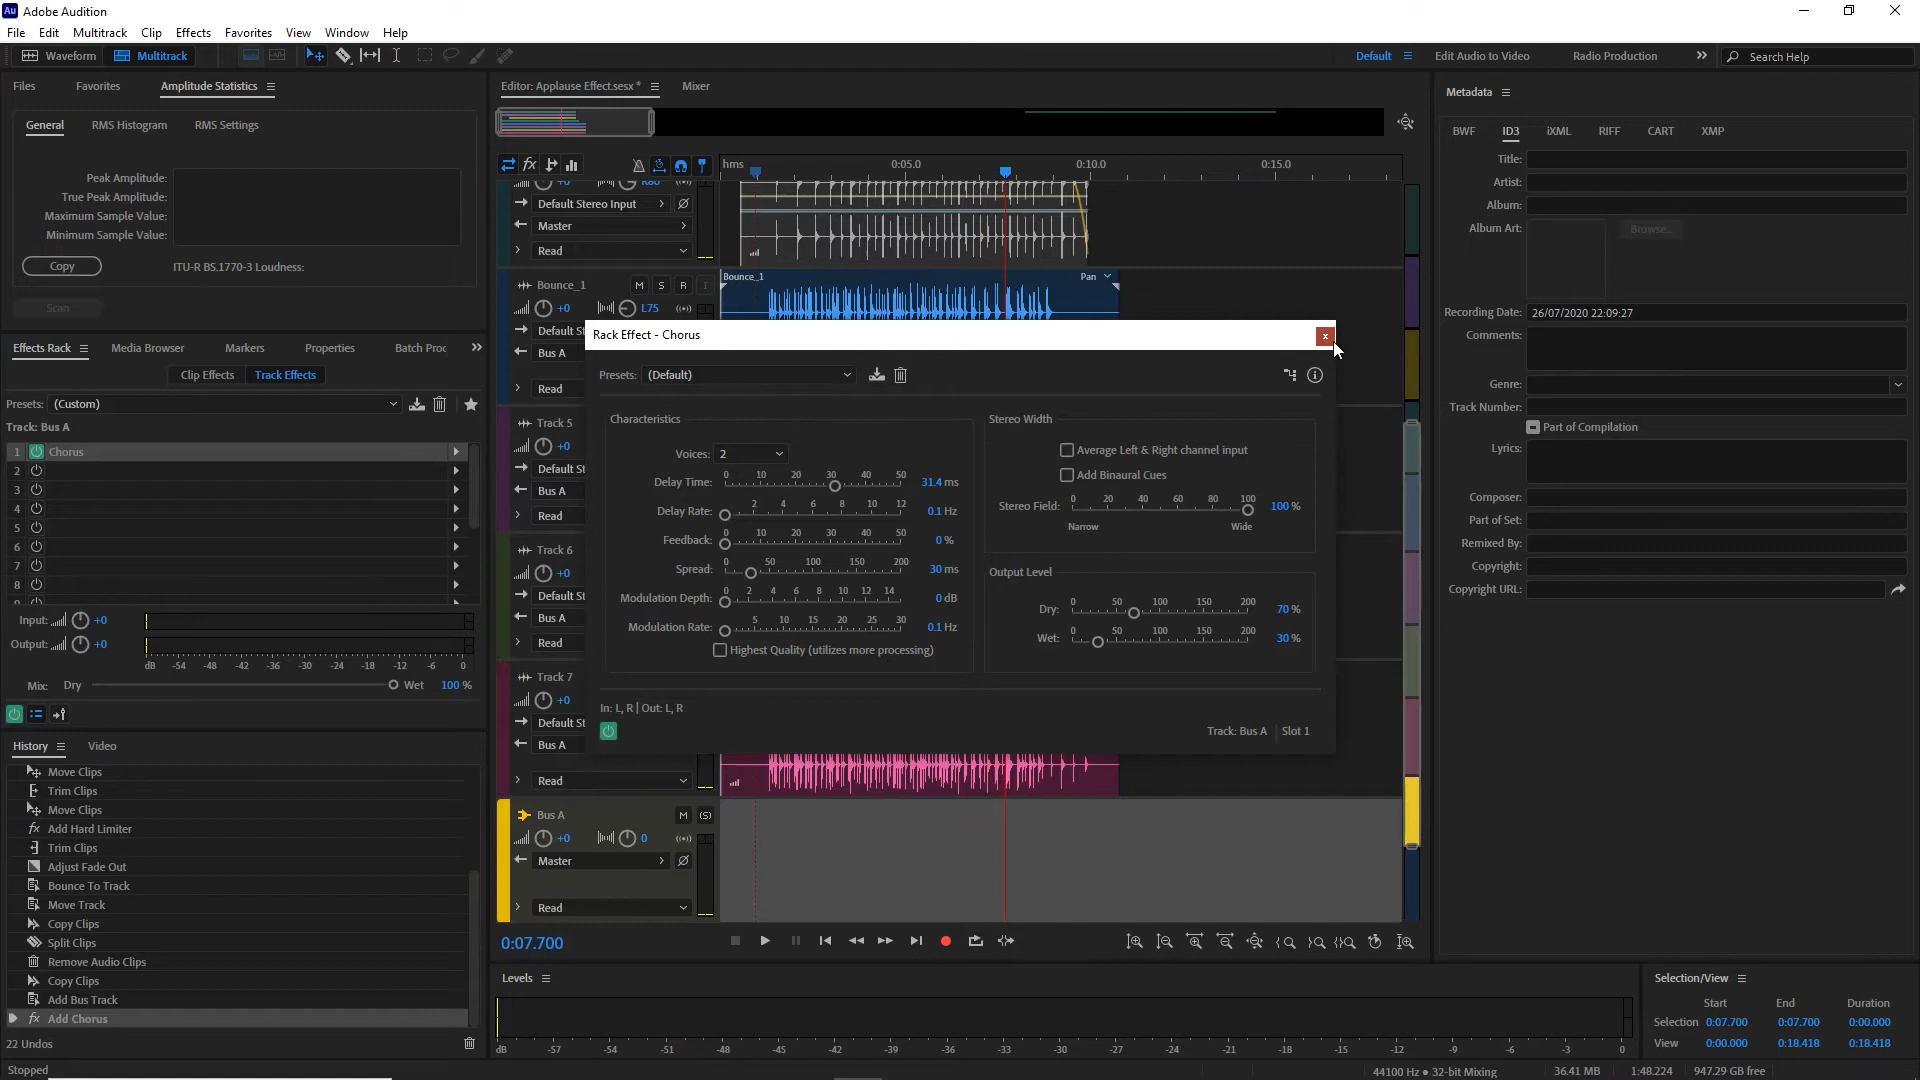 Au Adobe Audition
File Edit Multitrack Clip Effects Favorites View Window Help
Waveform Multitrack
Default Edit Audio to Video Radio Production Search Help
Files Favorites Amplitude Statistics
General RMS Histogram RMS Settings
Peak Amplitude:
True Peak Amplitude:
Maximum Sample Value:
Minimum Sample Value:
Copy ITU-R BS.1770-3 Loudness:
Scan
Effects Rack Media Browser Markers Properties Batch Proc
Clip Effects Track Effects
Presets: (Custom)
Track: Bus A
1 Chorus
2
3
4
5
6
7
8
Input: +0
Output: +0
dB -54 -48 -42 -36 -30 -24 -18 -12 -6 0
Mix: Dry Wet 100 %
History Video
Move Clips
Trim Clips
Move Clips
Add Hard Limiter
Trim Clips
Adjust Fade Out
Bounce To Track
Move Track
Copy Clips
Split Clips
Remove Audio Clips
Copy Clips
Add Bus Track
Add Chorus
22 Undos
Stopped
Editor: Applause Effect.sesx * Mixer
fx hms 0:05.0 0:10.0 0:15.0
+0 R80
Default Stereo Input
Master
Read
Bounce_1 M S R I
+0 L75
Default St
Bus A
Read
Bounce_1 Pan
Track 5
+0
Default St
Bus A
Read
Track 6
+0
Default St
Bus A
Read
Track 7
+0
Default St
Bus A
Read
Bus A M (S)
+0 0
Master
Read
Rack Effect - Chorus x
Presets: (Default)
Characteristics
Voices: 2
0 10 20 30 40 50
Delay Time: 31.4 ms
2 4 6 8 10 12
Delay Rate: 0.1 Hz
0 10 20 30 40 50
Feedback: 0 %
0 50 100 150 200
Spread: 30 ms
0 2 4 6 8 10 12 14
Modulation Depth: 0 dB
5 10 15 20 25 30
Modulation Rate: 0.1 Hz
Highest Quality (utilizes more processing)
Stereo Width
Average Left & Right channel input
Add Binaural Cues
0 20 40 60 80 100
Stereo Field: 100 %
Narrow Wide
Output Level
0 50 100 150 200
Dry: 70 %
0 50 100 150 200
Wet: 30 %
In: L, R | Out: L, R
Track: Bus A Slot 1
0:07.700
Levels
dB -57 -54 -51 -48 -45 -42 -39 -36 -33 -30 -27 -24 -21 -18 -15 -12 -9 -6 -3 0
Metadata
BWF ID3 iXML RIFF CART XMP
Title:
Artist:
Album:
Album Art: Browse...
Recording Date: 26/07/2020 22:09:27
Comments:
Genre:
Track Number:
Part of Compilation
Lyrics:
Composer:
Part of Set:
Remixed By:
Copyright:
Copyright URL:
Selection/View
Start End Duration
Selection 0:07.700 0:07.700 0:00.000
View 0:00.000 0:18.418 0:18.418
44100 Hz ● 32-bit Mixing 36.41 MB 1:48.224 947.29 GB free